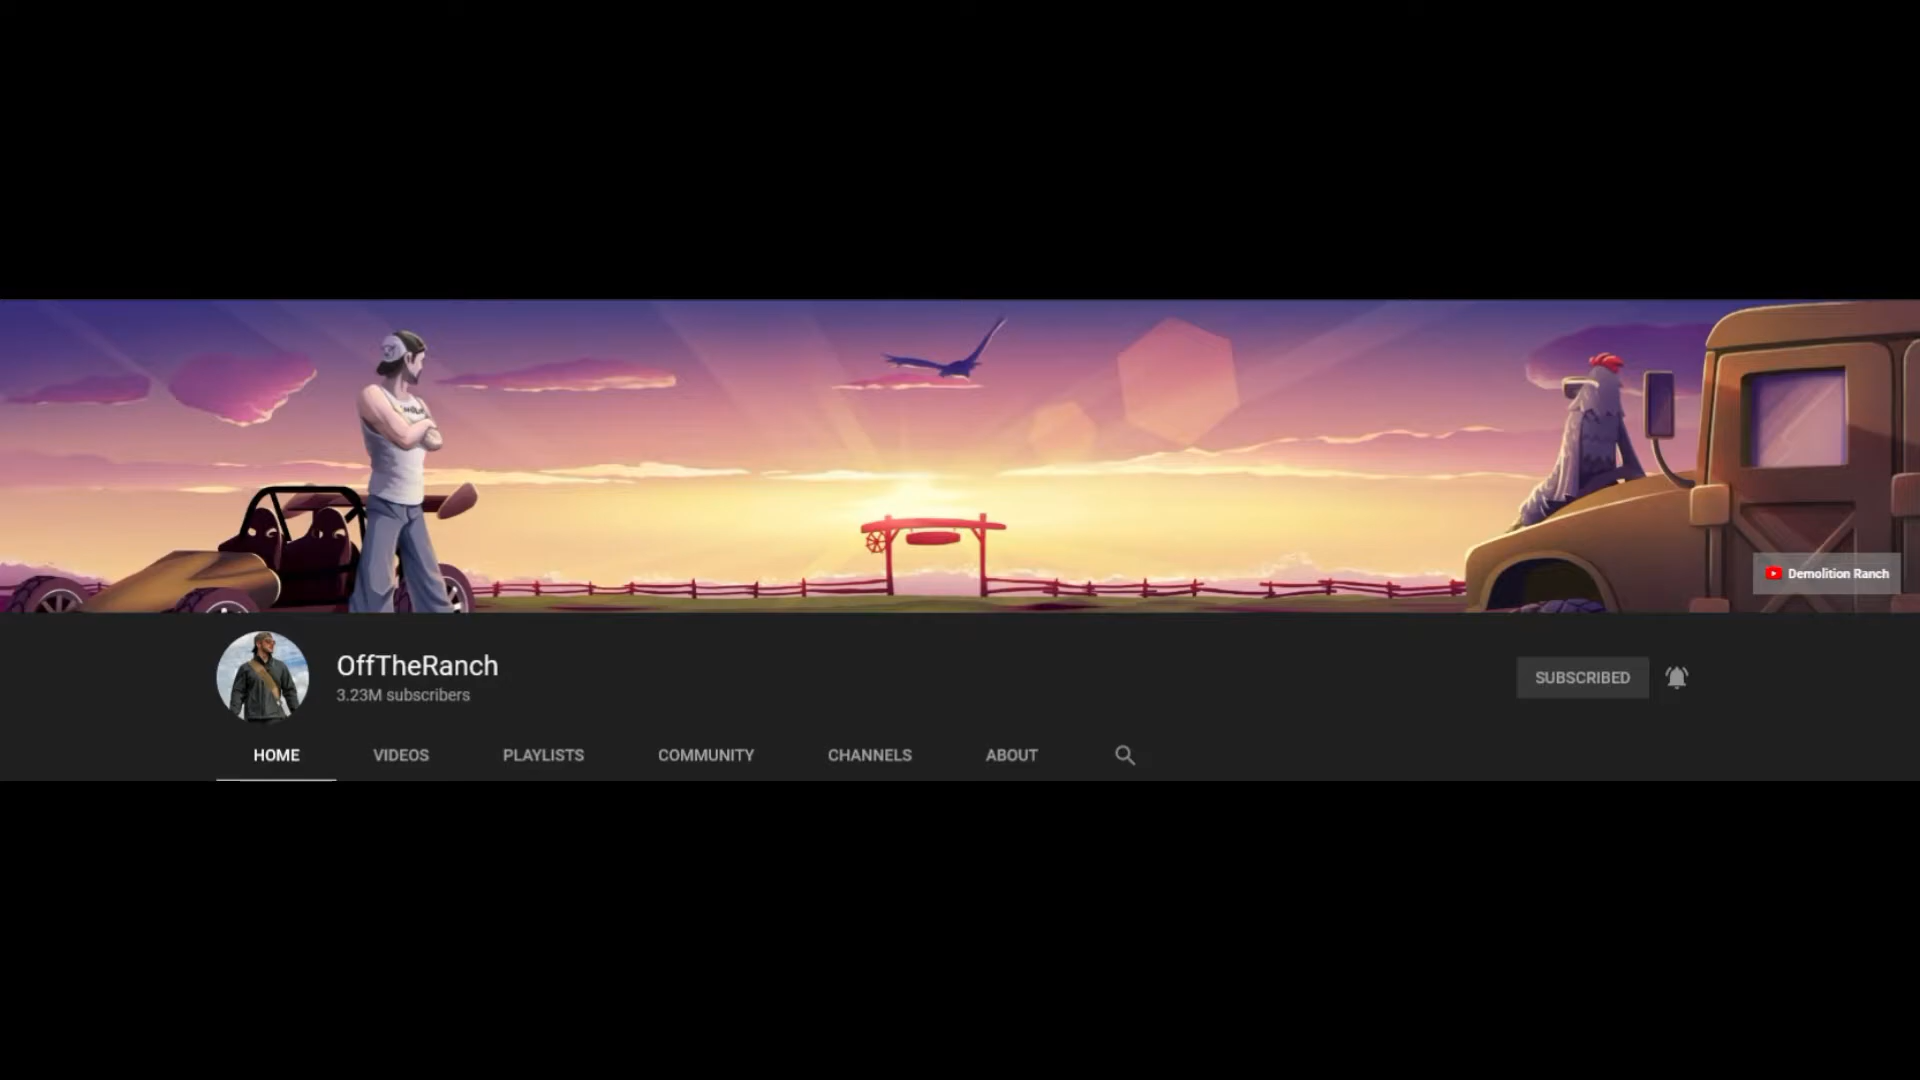 Demolition Ranch
OffTheRanch
3.23M subscribers
SUBSCRIBED
HOME VIDEOS PLAYLISTS COMMUNITY CHANNELS ABOUT